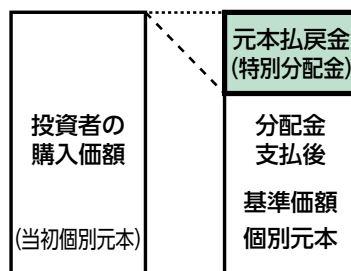 投資者の
購入価額
(当初個別元本)
元本払戻金
(特別分配金)
分配金
支払後
基準価額
個別元本